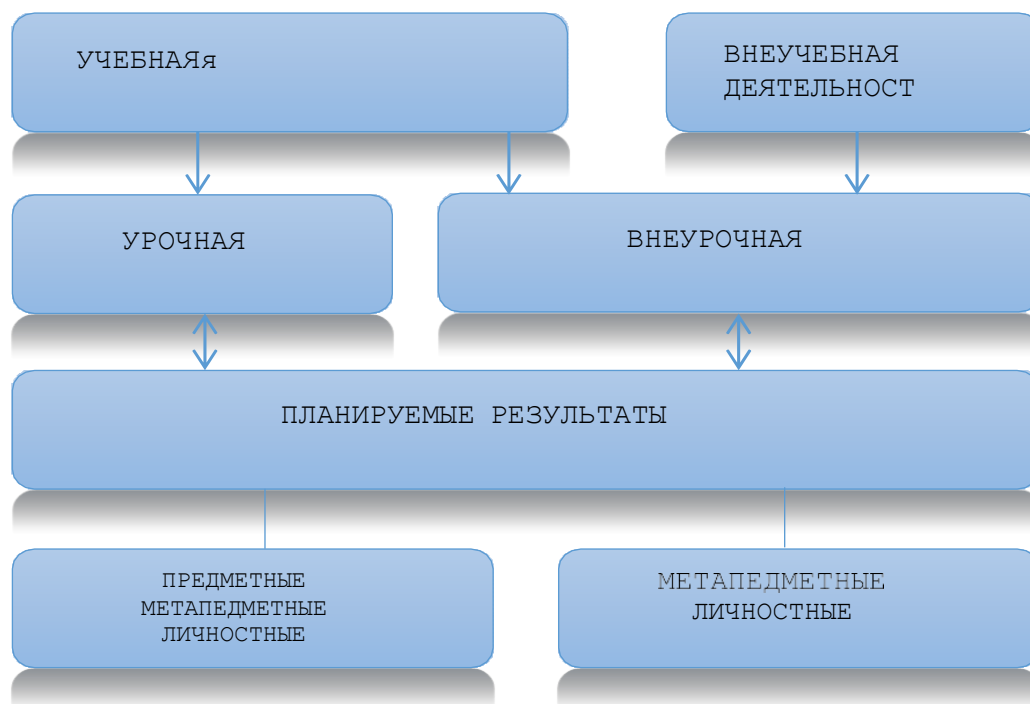 УЧЕБНАЯя
ВНЕУЧЕБНАЯ
ДЕЯТЕЛЬНОСТ
УРОЧНАЯ
ВНЕУРОЧНАЯ
ПЛАНИРУЕМЫЕ РЕЗУЛЬТАТЫ
ПРЕДМЕТНЫЕ
МЕТАПЕДМЕТНЫЕ
ЛИЧНОСТНЫЕ
МЕТАПЕДМЕТНЫЕ
ЛИЧНОСТНЫЕ